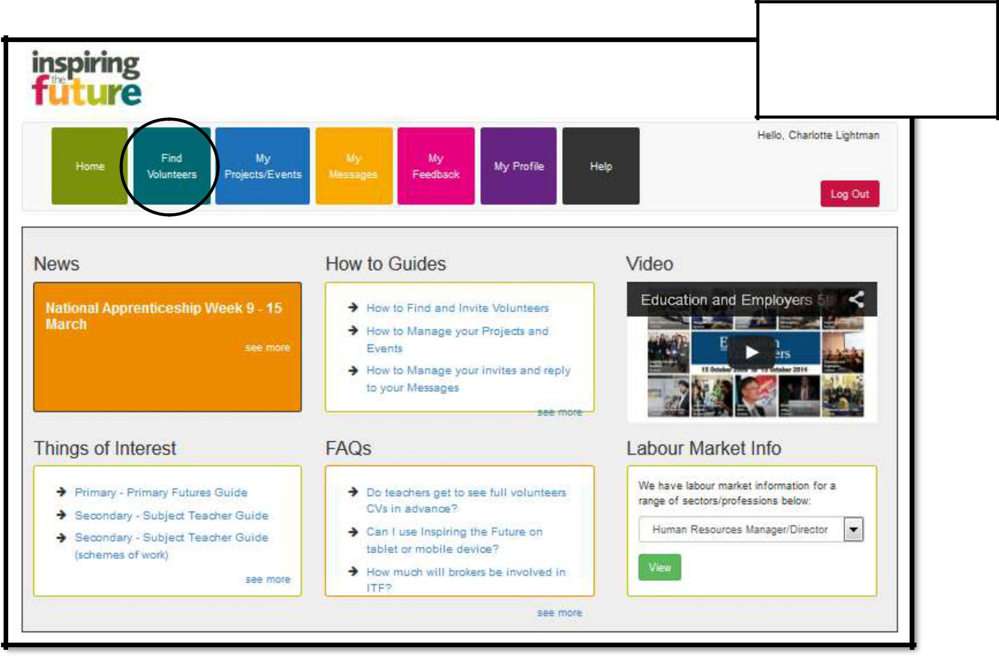 inspiring
the
future
Home
Find
Volunteers
My
Projects/Events
My
Messages
My
Feedback
My Profile
Help
Hello, Charlotte Lightman
Log Out
News
National Apprenticeship Week 9 - 15
March
see more
How to Guides
How to Find and Invite Volunteers
How to Manage your Projects and
Events
How to Manage your invites and reply
to your Messages
see more
Video
Education and Employers
15 October
October 2014
Things of Interest
Primary - Primary Futures Guide
Secondary - Subject Teacher Guide
Secondary - Subject Teacher Guide
(schemes of work)
see more
FAQs
Do teachers get to see full volunteers
CVs in advance?
Can I use Inspiring the Future on
tablet or mobile device?
How much will brokers be involved in
ITF?
see more
Labour Market Info
We have labour market information for a
range of sectors/professions below:
Human Resources Manager/Director
View